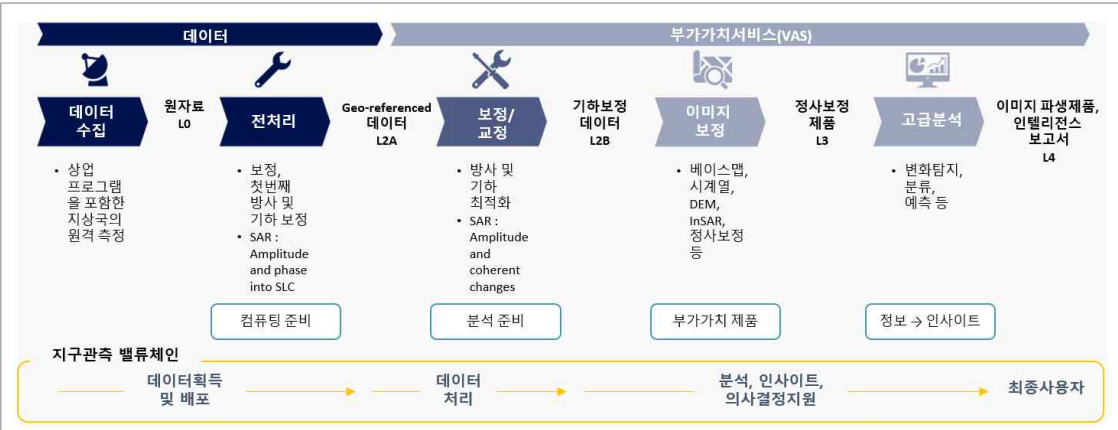 데이터
부가가치서비스(VAS)
데이터
수집
원자료
L0
전처리
Geo-referenced
데이터
L2A
보정/
교정
기하보정
데이터
L2B
이미지
보정
정사보정
제품
L3
고급분석
이미지 파생제품,
인텔리전스
보고서
L4
• 상업
프로그램
을 포함한
지상국의
원격 측정
• 보정,
첫번째
방사 및
기하 보정
• SAR :
Amplitude
and phase
into SLC
• 방사 및
기하
최적화
• SAR :
Amplitude
and
coherent
changes
• 베이스맵,
시계열,
DEM,
InSAR,
정사보정
등
• 변화탐지,
분류,
예측 등
컴퓨팅 준비
분석 준비
부가가치 제품
정보 → 인사이트
지구관측 밸류체인
데이터획득
및 배포
데이터
처리
분석, 인사이트,
의사결정지원
최종사용자